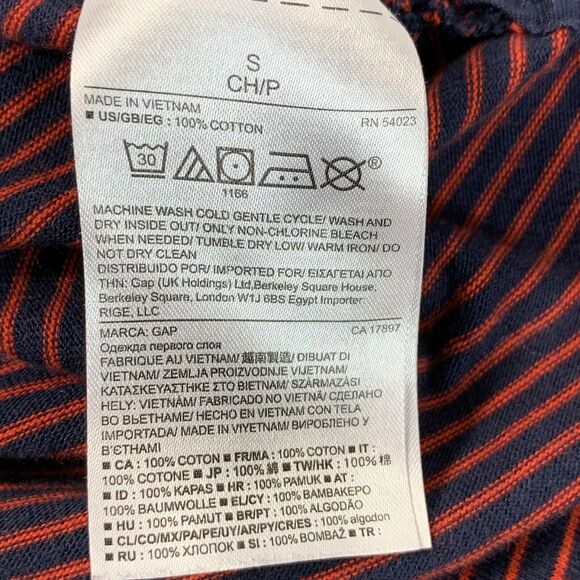 S
CH/P
MADE IN VIETNAM
RN 54023
■ US/GB/EG : 100% COTTON
30
1166
®
MACHINE WASH COLD GENTLE CYCLE/ WASH AND
DRY INSIDE OUT/ ONLY NON-CHLORINE BLEACH
WHEN NEEDED/ TUMBLE DRY LOW/ WARM IRON/ DO
NOT DRY CLEAN
DISTRIBUIDO POR/ IMPORTED FOR/ ΕΙΣΑΓΕΤΑΙ ΑΠΟ
ΤΗΝ: Gap (UK Holdings) Ltd,Berkeley Square House,
Berkeley Square, London W1J 6BS Egypt Importer:
RIGE, LLC
MARCA: GAP
CA 17897
Одежда первого слоя
FABRIQUE AU VIETNAM/ 越南製造/ DIBUAT DI
VIETNAM/ ZEMLJA PROIZVODNJE VIJETNAM/
ΚΑΤΑΣΚΕΥΑΣΤΗΚΕ ΣΤΟ ΒΙΕΤΝΑΜ/ SZÁRMAZÁSI
HELY: VIETNÁM/ FABRICADO NO VIETNÃ/ СДЕЛАНО
ВО ВЬЕТНАМЕ/ HECHO EN VIETNAM CON TELA
IMPORTADA/ MADE IN VIYETNAM/ ВИРОБЛЕНО У
В'ЄТНАМІ
■ CA : 100% COTON ■ FR/MA : 100% COTON ■ IT :
100% COTONE ■ JP : 100% 綿 ■ TW/HK : 100% 棉
■ ID : 100% KAPAS ■ HR : 100% PAMUK ■ AT :
100% BAUMWOLLE ■ EL/CY : 100% ΒΑΜΒΑΚΕΡΟ
■ HU : 100% PAMUT ■ BR/PT : 100% ALGODÃO
■ CL/CO/MX/PA/PE/UY/AR/PY/CR/ES : 100% algodon
■ RU : 100% ХЛОПОК ■ SI : 100% BOMBAŽ ■ TR :